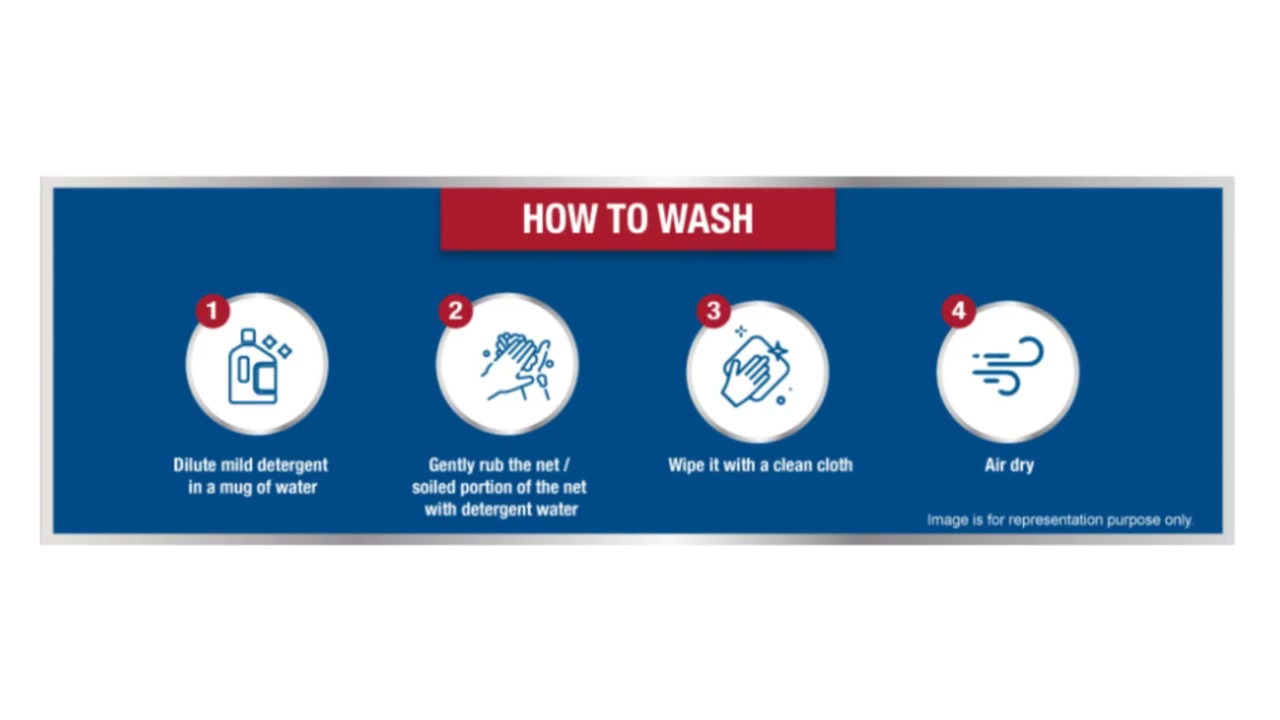 HOW TO WASH
1
Dilute mild detergent
in a mug of water
2
Gently rub the net /
soiled portion of the net
with detergent water
3
Wipe it with a clean cloth
4
Air dry
Image is for representation purpose only.